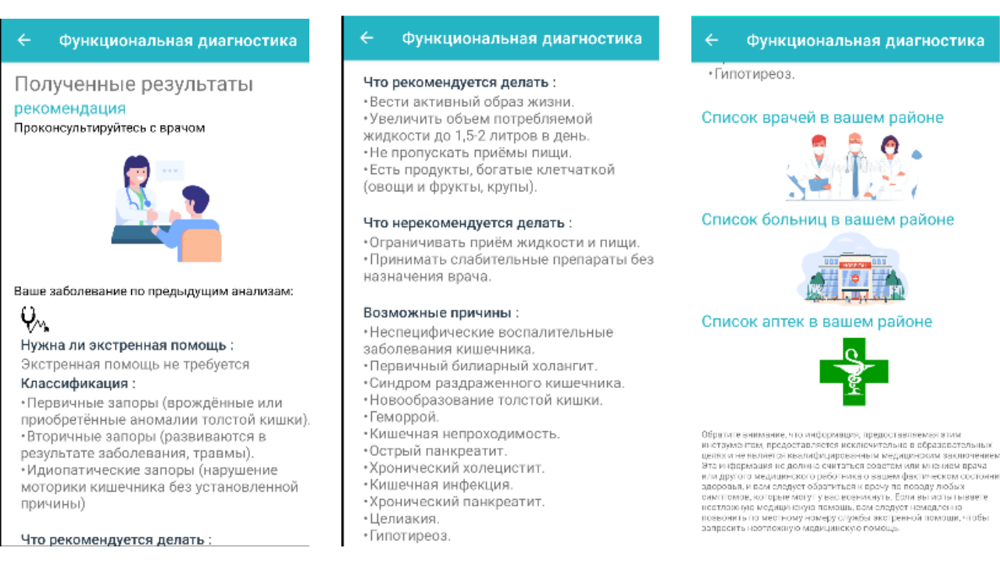 Функциональная диагностика
Полученные результаты
рекомендация
Проконсультируйтесь с врачом
Ваше заболевание по предыдущим анализам:
Нужна ли экстренная помощь :
Экстренная помощь не требуется
Классификация :
•Первичные запоры (врождённые или
приобретённые аномалии толстой кишки).
•Вторичные запоры (развиваются в
результате заболевания, травмы).
•Идиопатические запоры (нарушение
моторики кишечника без установленной
причины)
Что рекомендуется делать :
Функциональная диагностика
Что рекомендуется делать :
•Вести активный образ жизни.
•Увеличить объем потребляемой
жидкости до 1,5-2 литров в день.
•Не пропускать приёмы пищи.
•Есть продукты, богатые клетчаткой
(овощи и фрукты, крупы).
Что нерекомендуется делать :
•Ограничивать приём жидкости и пищи.
•Принимать слабительные препараты без
назначения врача.
Возможные причины :
•Неспецифические воспалительные
заболевания кишечника.
•Первичный билиарный холангит.
•Синдром раздраженного кишечника.
•Новообразование толстой кишки.
•Геморрой.
•Кишечная непроходимость.
•Острый панкреатит.
•Хронический холецистит.
•Кишечная инфекция.
•Хронический панкреатит.
•Целиакия.
•Гипотиреоз.
Функциональная диагностика
•Гипотиреоз.
Список врачей в вашем районе
Список больниц в вашем районе
HOSPITAL
Список аптек в вашем районе
Обратите внимание, что информация, предоставляемая этим
инструментом, предоставляется исключительно в образовательных
целях и не является квалифицированным медицинским заключением
Эта информация не должна считаться советом или мнением врача
или другого медицинского работника о вашем фактическом состояни
здоровья, и вам следует обратиться к врачу по поводу любых
симптомов, которые могут у вас возникнуть. Если вы испытываете
неотложную медицинскую помощь, вам следует немедленно
позвонить по местному номеру службы экстренной помощи, чтобы
запросить неотложную медицинскую помощь.